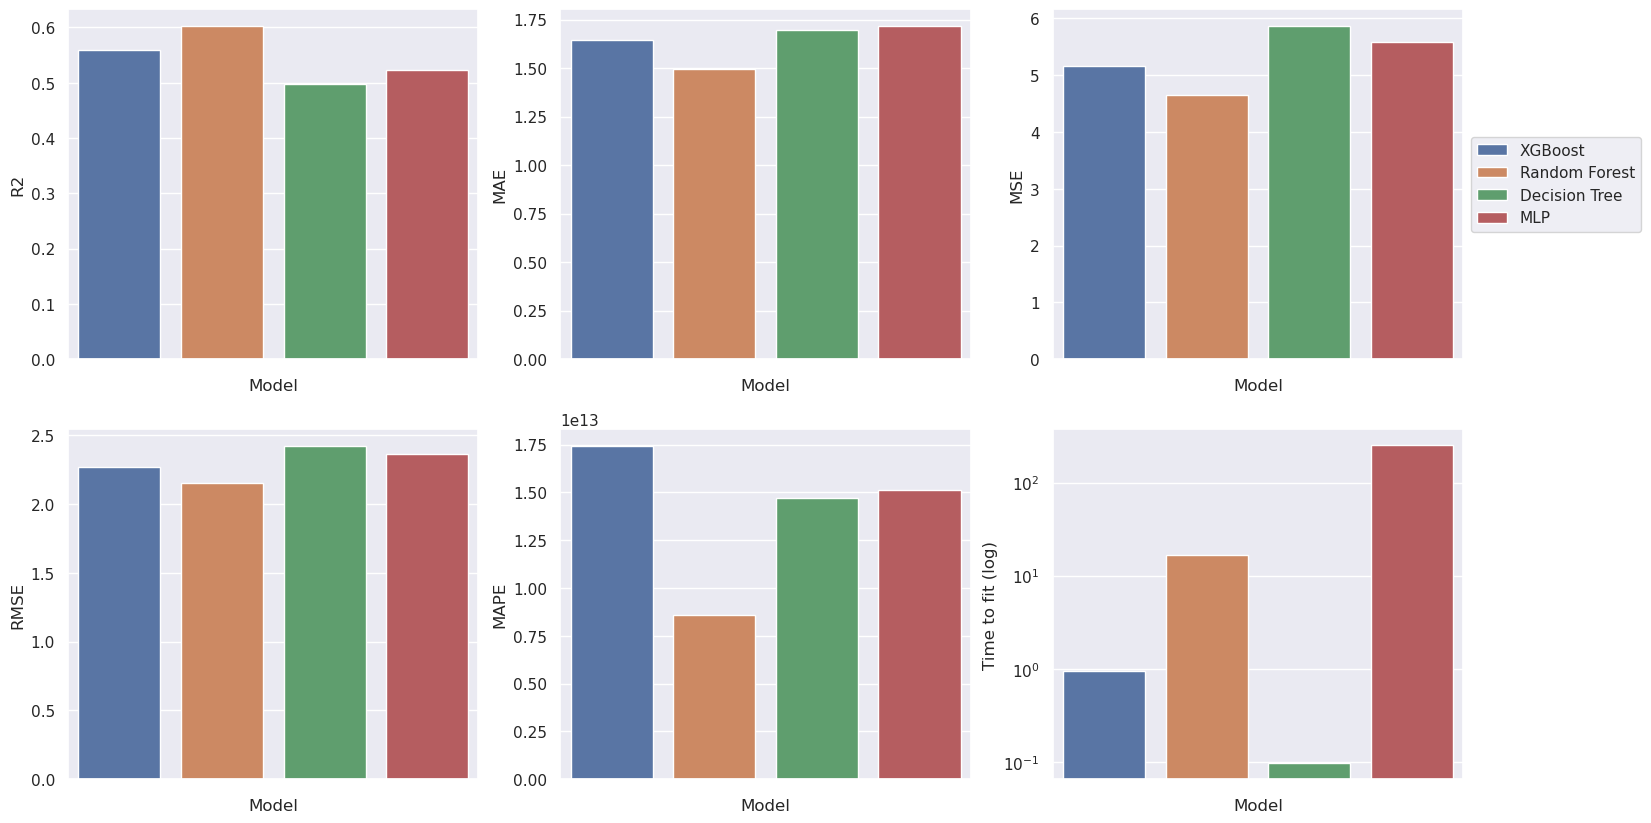 R2
0.6
0.5
0.4
0.3
0.2
0.1
0.0
Model
MAE
1.75
1.50
1.25
1.00
0.75
0.50
0.25
0.00
Model
MSE
6
5
4
3
2
1
0
Model
XGBoost
Random Forest
Decision Tree
MLP
RMSE
2.5
2.0
1.5
1.0
0.5
0.0
Model
1e13
MAPE
1.75
1.50
1.25
1.00
0.75
0.50
0.25
0.00
Model
Time to fit (log)
10²
10¹
10⁰
10⁻¹
Model